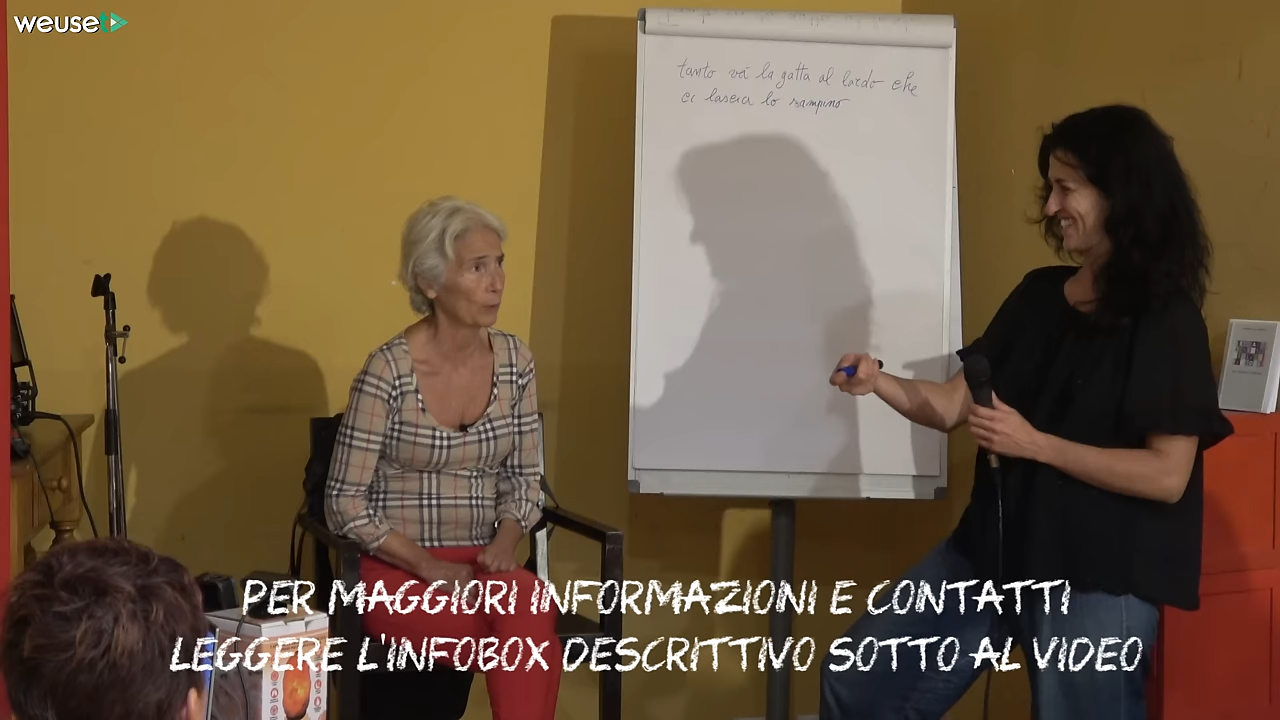 weusetv
tanto va la gatta al lardo che
ci lascia lo zampino
PER MAGGIORI INFORMAZIONI E CONTATTI
LEGGERE L'INFOBOX DESCRITTIVO SOTTO AL VIDEO